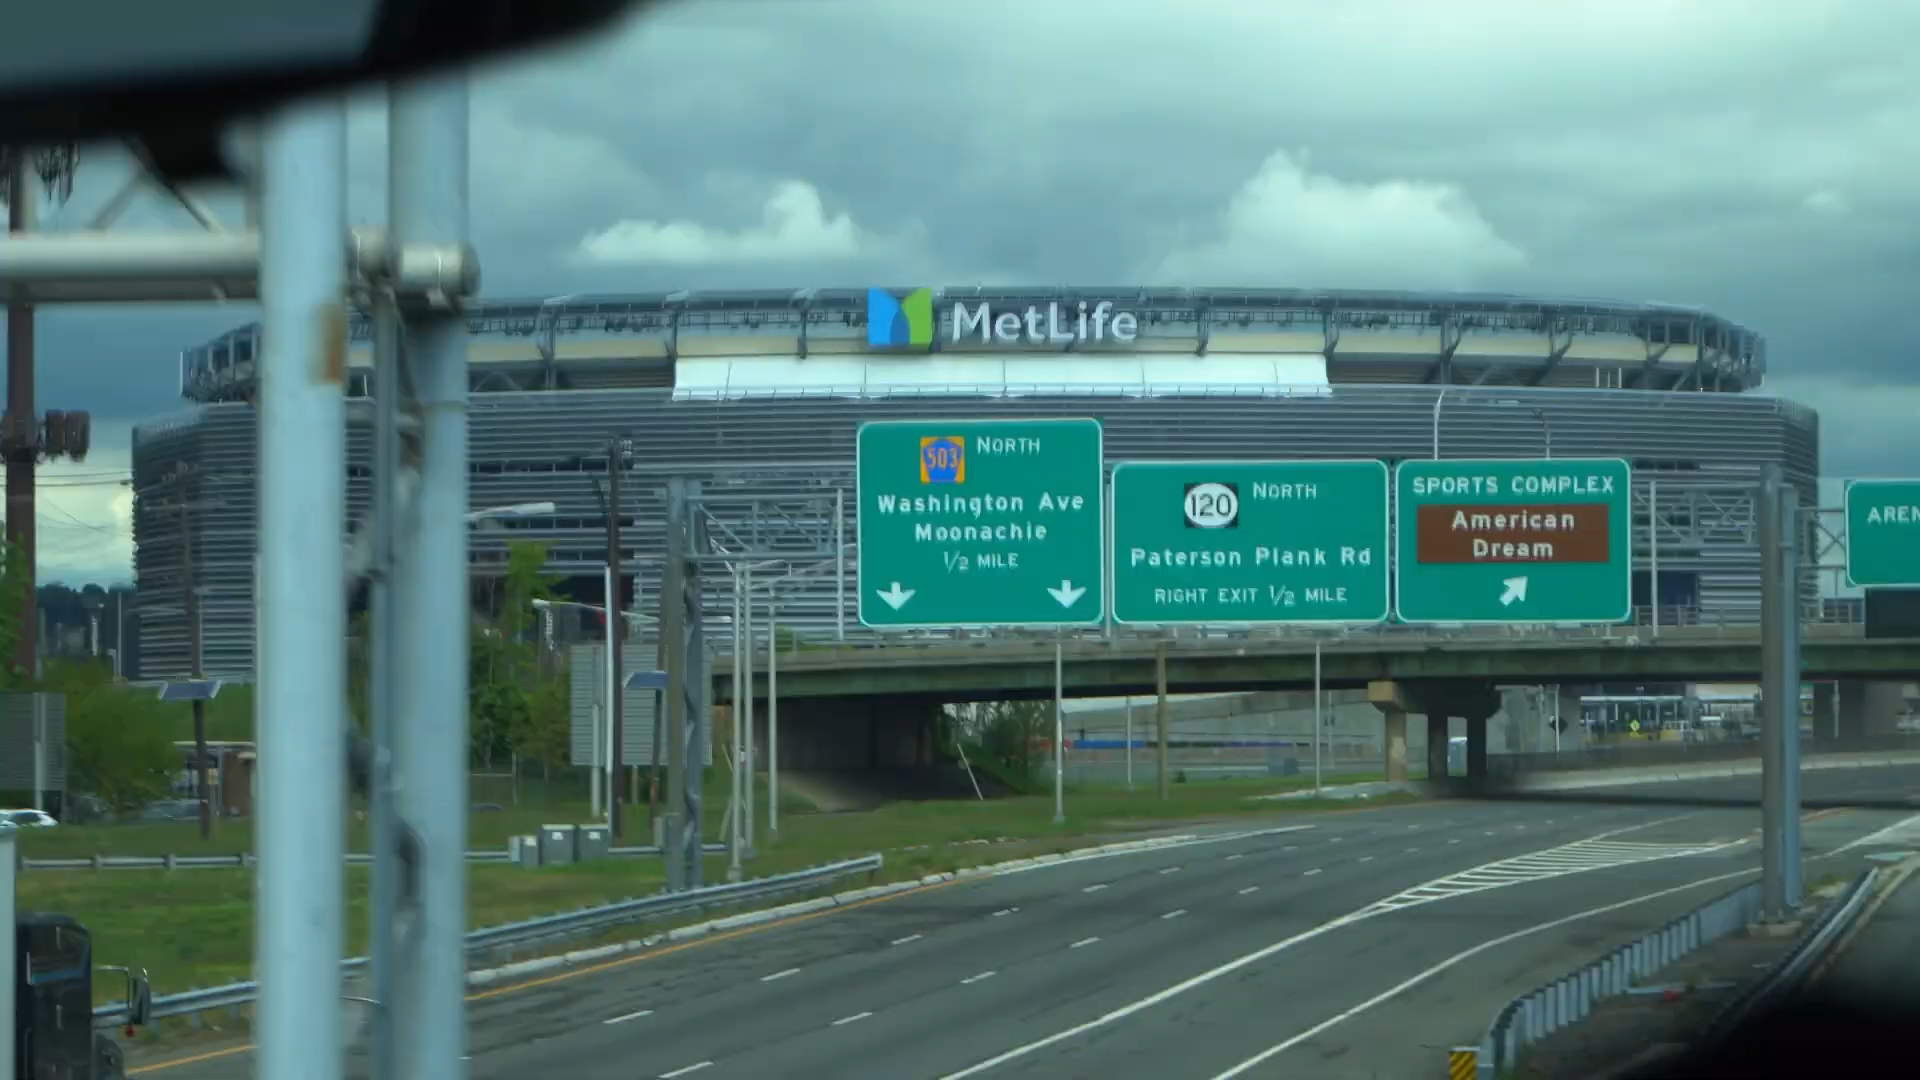 MetLife
503 NORTH
Washington Ave
Moonachie
1/2 MILE
120 NORTH
Paterson Plank Rd
RIGHT EXIT 1/2 MILE
SPORTS COMPLEX
American
Dream